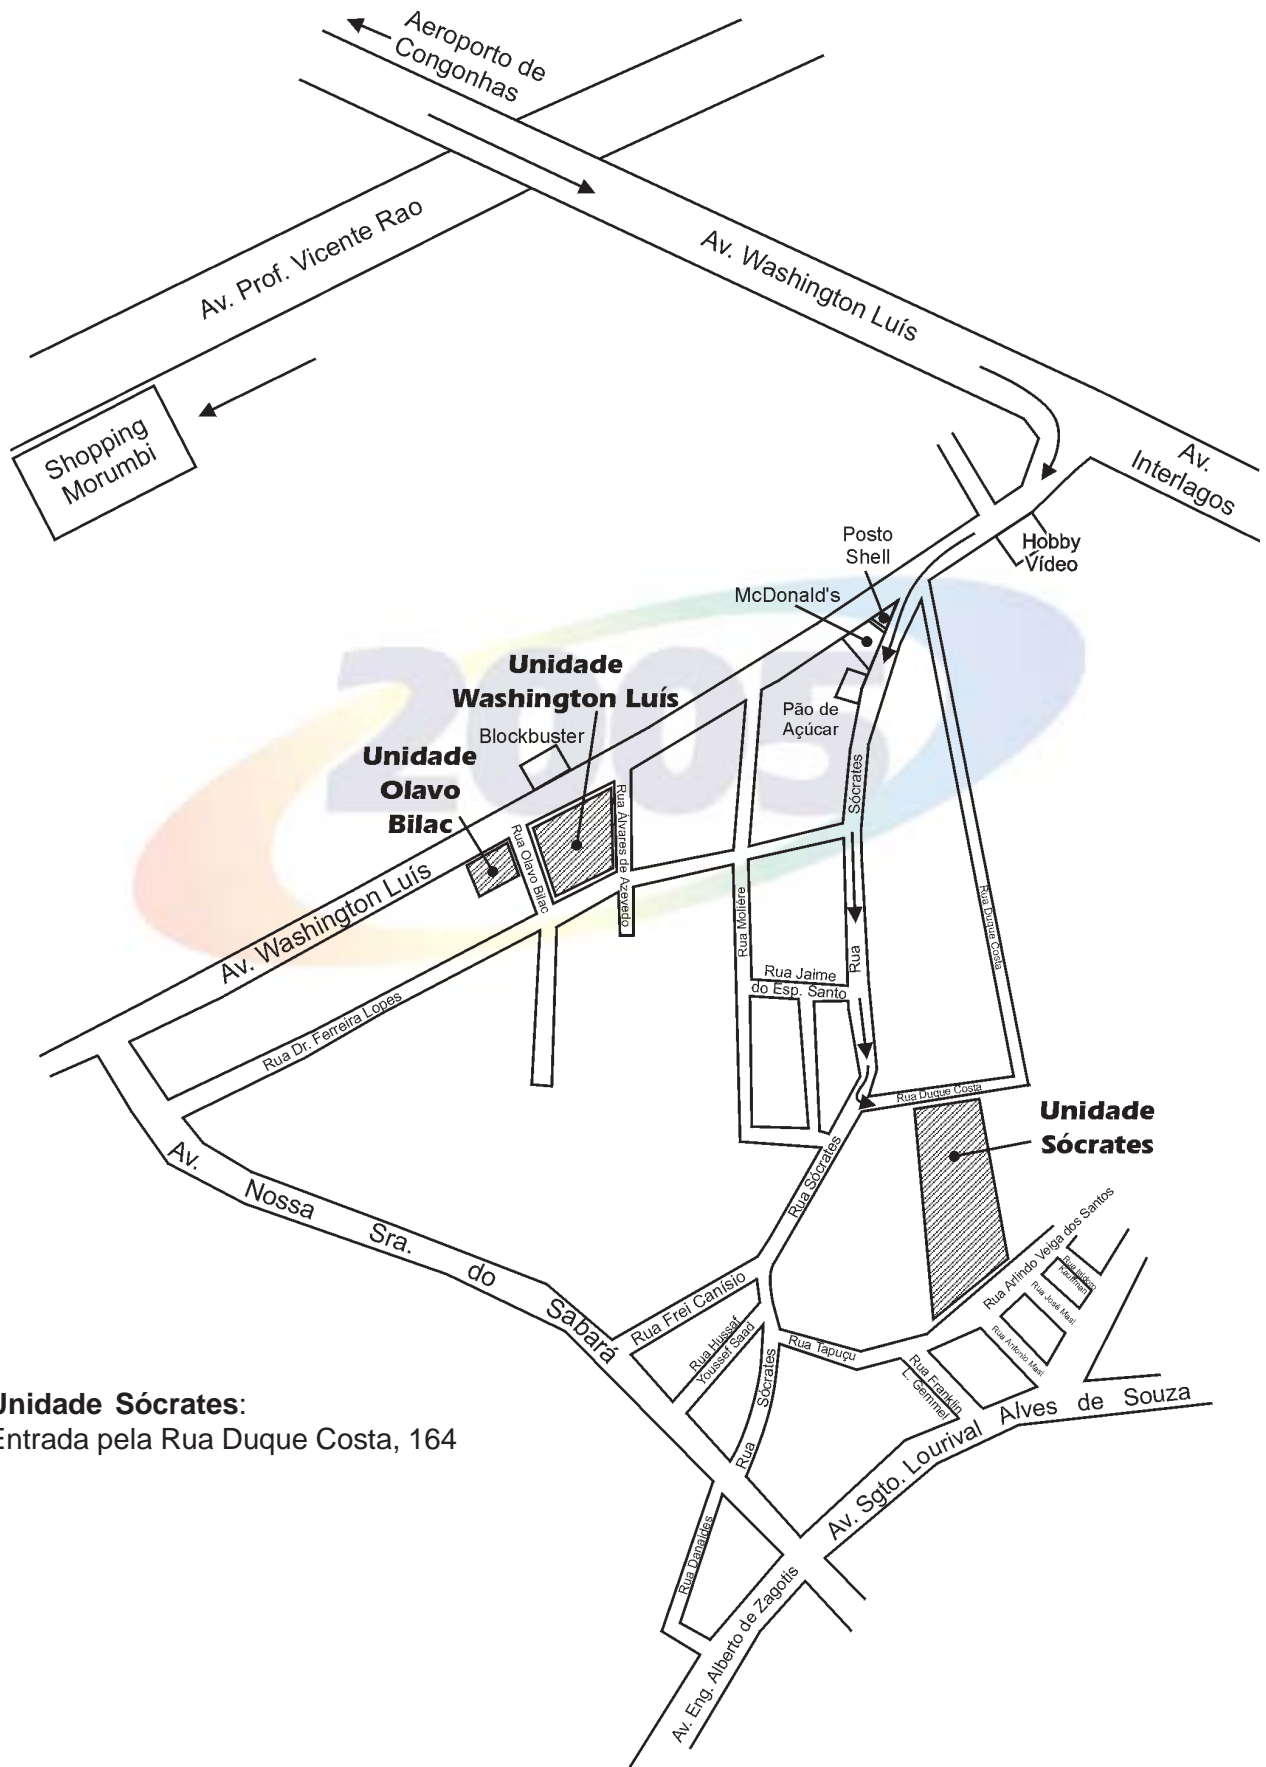 Aeroporto de
Congonhas
Av. Prof. Vicente Rao
Av. Washington Luís
Shopping
Morumbi
Av.
Interlagos
Posto
Shell
Hobby
Vídeo
McDonald's
2005
Unidade
Washington Luís
Pão de
Açúcar
Blockbuster
Unidade
Olavo
Bilac
Sócrates
Rua Álvares de Azevedo
Rua Olavo Bilac
Av. Washington Luís
Rua Molière
Rua Duque Costa
Rua
Rua Jaime
do Esp. Santo
Rua Dr. Ferreira Lopes
Rua Duque Costa
Unidade
Sócrates
Av.
Nossa
Sra.
do
Sabará
Rua Sócrates
Rua Arlindo Veiga dos Santos
Rua Isidoro
Kauffman
Rua José Masi
Rua Antonio Masi
Rua Frei Canísio
Rua Hussaf
Youssef Saad
Rua Tapuçu
Rua Franklin
L. Gemmel
Sócrates
Rua
Unidade Sócrates:
Entrada pela Rua Duque Costa, 164
Av. Sgto. Lourival Alves de Souza
Rua Danaides
Av. Eng. Alberto de Zagotis